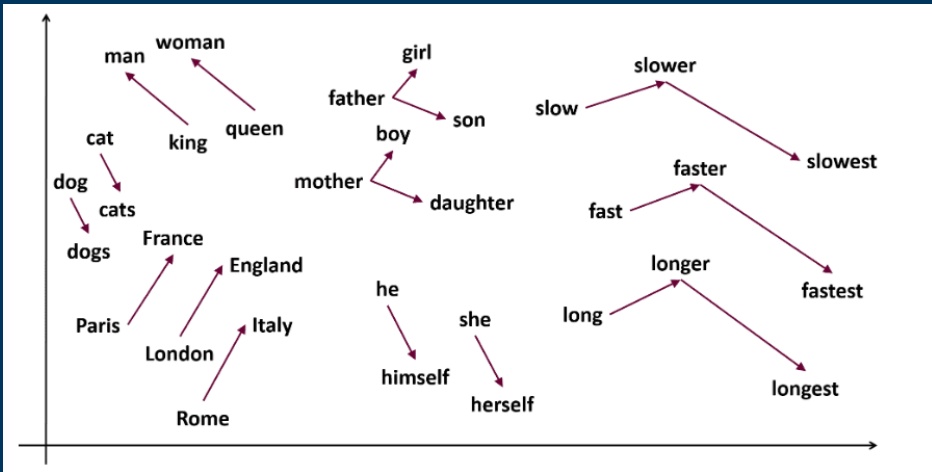 man
woman
king
queen
cat
cats
dog
dogs
France
Paris
England
London
Italy
Rome
girl
father
son
boy
mother
daughter
he
himself
she
herself
slower
slow
slowest
faster
fast
fastest
longer
long
longest